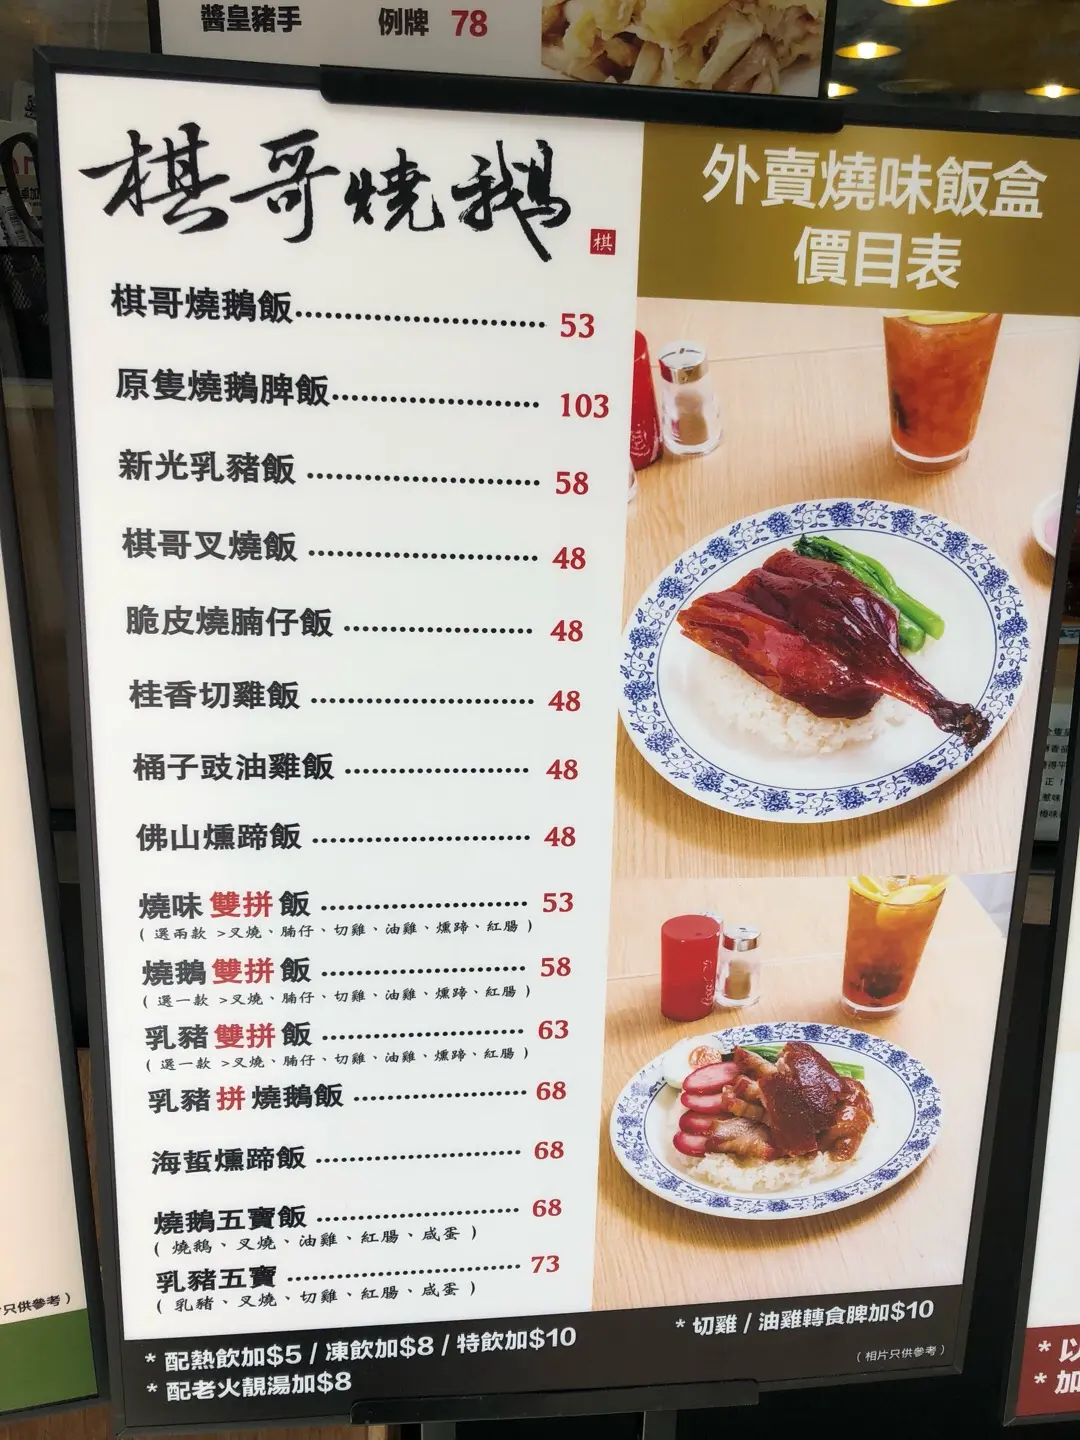 醬皇豬手 例牌 78
棋哥燒鵝
棋
外賣燒味飯盒
價目表
棋哥燒鵝飯 53
原隻燒鵝脾飯 103
新光乳豬飯 58
棋哥叉燒飯 48
脆皮燒腩仔飯 48
桂香切雞飯 48
桶子豉油雞飯 48
佛山燻蹄飯 48
燒味雙拼飯 53
( 選兩款 >叉燒、腩仔、切雞、油雞、燻蹄、紅腸 )
燒鵝雙拼飯 58
( 選一款 >叉燒、腩仔、切雞、油雞、燻蹄、紅腸 )
乳豬雙拼飯 63
( 選一款 >叉燒、腩仔、切雞、油雞、燻蹄、紅腸 )
乳豬拼燒鵝飯 68
海蜇燻蹄飯 68
燒鵝五寶飯 68
( 燒鵝、叉燒、油雞、紅腸、咸蛋 )
乳豬五寶 73
( 乳豬、叉燒、切雞、紅腸、咸蛋 )
* 配熱飲加$5 / 凍飲加$8 / 特飲加$10
* 配老火靚湯加$8
* 切雞 / 油雞轉食脾加$10
( 相片只供參考 )
只供參考 )
* 以
* 加